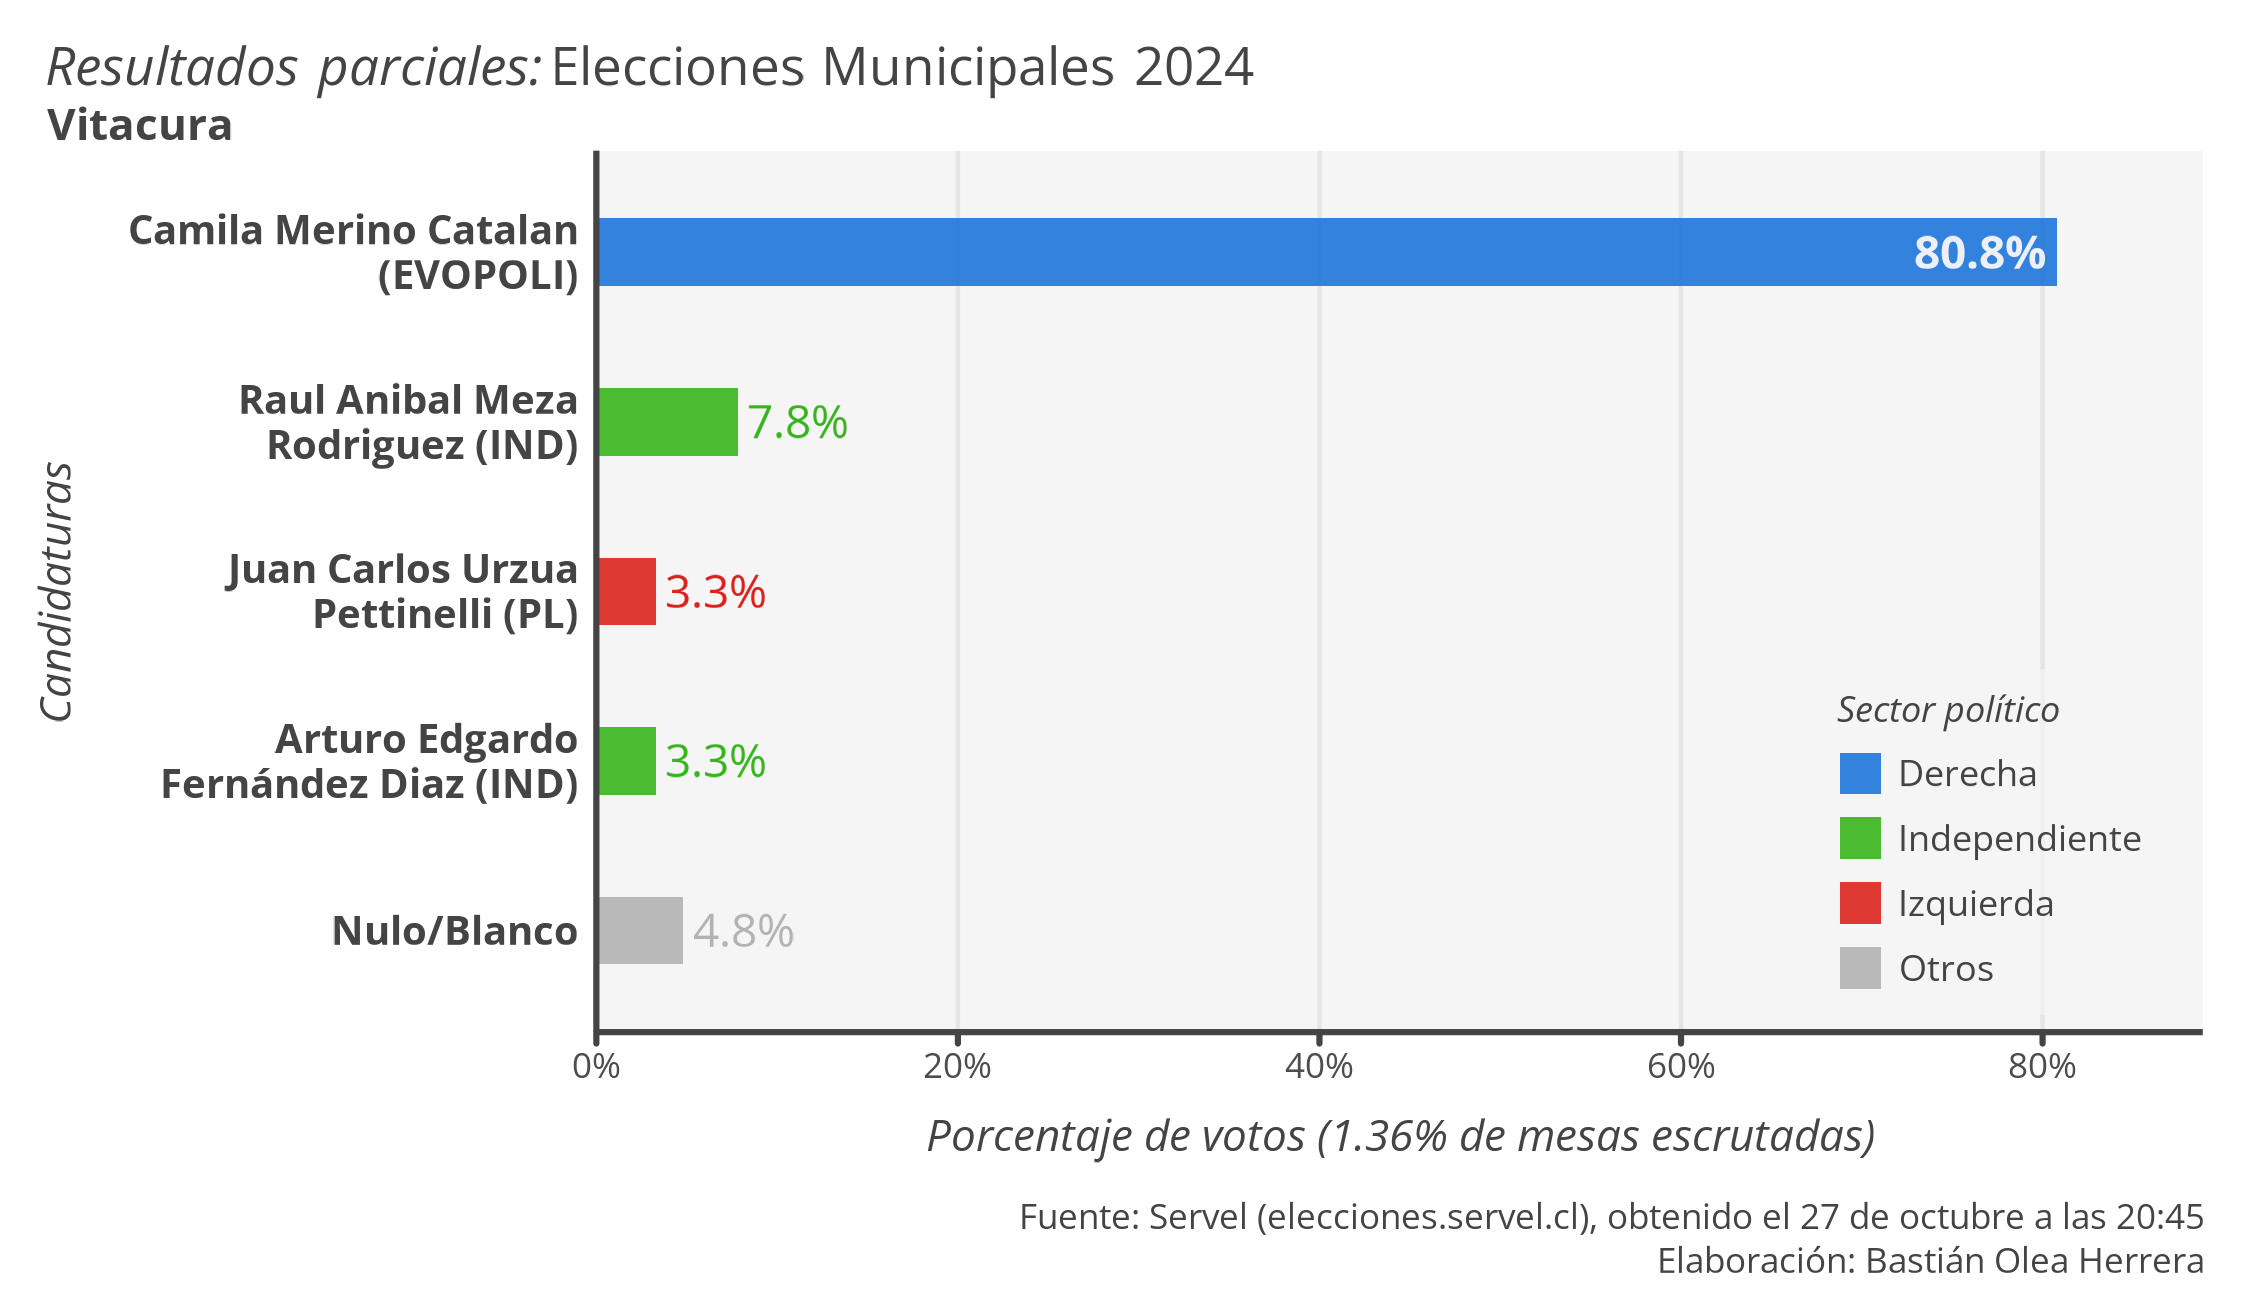 Resultados parciales: Elecciones Municipales 2024
Vitacura
Candidaturas
Camila Merino Catalan
(EVOPOLI)
80.8%
Raul Anibal Meza
Rodriguez (IND)
7.8%
Juan Carlos Urzua
Pettinelli (PL)
3.3%
Arturo Edgardo
Fernández Diaz (IND)
3.3%
Nulo/Blanco
4.8%
Sector político
Derecha
Independiente
Izquierda
Otros
0%
20%
40%
60%
80%
Porcentaje de votos (1.36% de mesas escrutadas)
Fuente: Servel (elecciones.servel.cl), obtenido el 27 de octubre a las 20:45
Elaboración: Bastián Olea Herrera